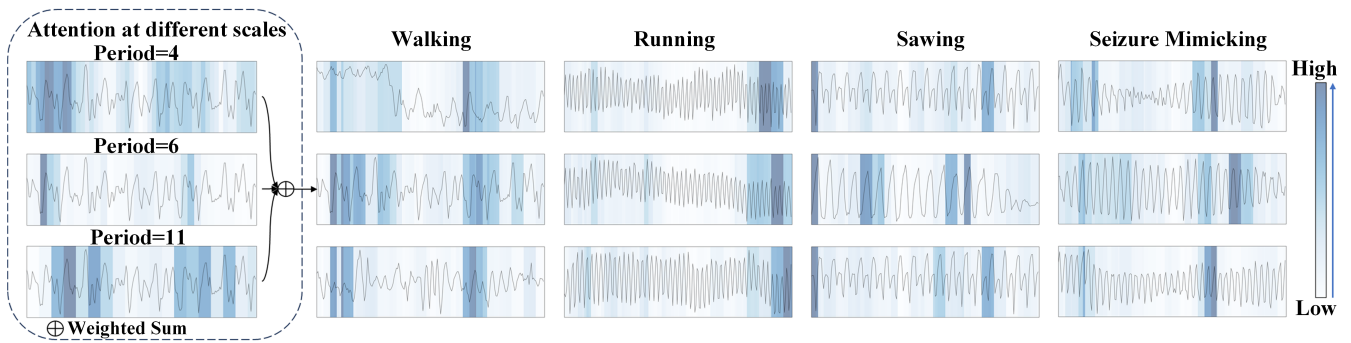 Attention at different scales
Period=4
Period=6
Period=11
⊕ Weighted Sum
Walking
Running
Sawing
Seizure Mimicking
High
Low